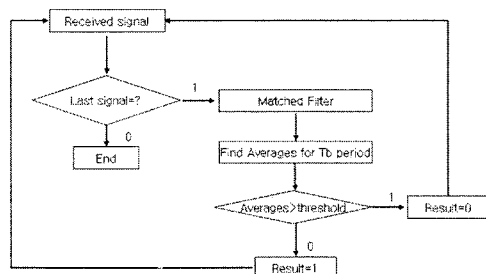 Received signal
Last signal=?
1
Matched Filter
0
End
Find Averages for Tb period
Averages>threshold
1
Result=0
0
Result=1